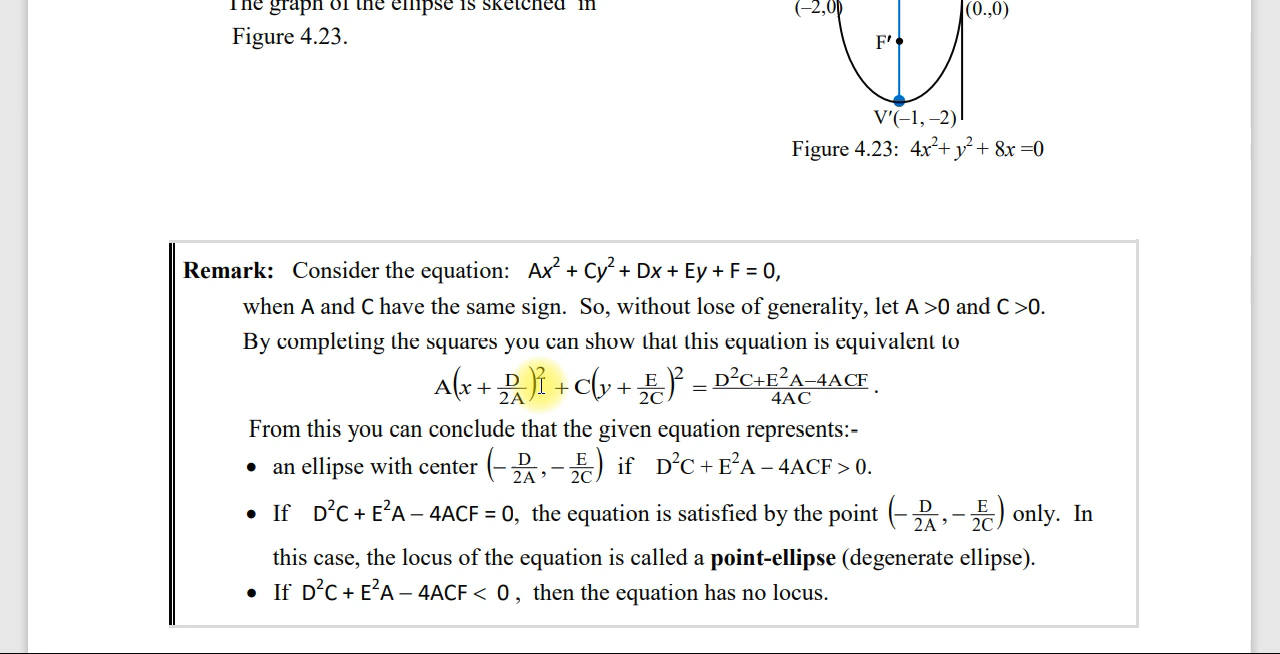 The graph of the ellipse is sketched in
Figure 4.23.
(–2,0)
(0.,0)
F'
V'(–1, –2)
Figure 4.23: 4x²+ y² + 8x =0
Remark: Consider the equation: Ax² + Cy² + Dx + Ey + F = 0,
when A and C have the same sign. So, without lose of generality, let A >0 and C >0.
By completing the squares you can show that this equation is equivalent to
A(x + D/2A)² + C(y + E/2C)² = D²C+E²A−4ACF/4AC .
From this you can conclude that the given equation represents:-
• an ellipse with center (− D/2A , − E/2C) if D²C + E²A – 4ACF > 0.
• If D²C + E²A – 4ACF = 0, the equation is satisfied by the point (− D/2A , − E/2C) only. In
this case, the locus of the equation is called a point-ellipse (degenerate ellipse).
• If D²C + E²A – 4ACF < 0 , then the equation has no locus.